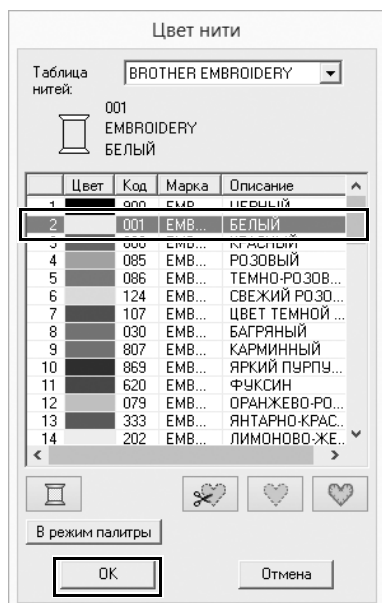 Цвет нити
Таблица нитей:
BROTHER EMBROIDERY
001
EMBROIDERY
БЕЛЫЙ
Цвет Код Марка Описание
1 900 EMB... ЧЕРНЫЙ
2 001 EMB... БЕЛЫЙ
3 800 EMB... КРАСНЫЙ
4 085 EMB... РОЗОВЫЙ
5 086 EMB... ТЕМНО-РОЗОВ...
6 124 EMB... СВЕЖИЙ РОЗО...
7 107 EMB... ЦВЕТ ТЕМНОЙ ...
8 030 EMB... БАГРЯНЫЙ
9 807 EMB... КАРМИННЫЙ
10 869 EMB... ЯРКИЙ ПУРПУ...
11 620 EMB... ФУКСИН
12 079 EMB... ОРАНЖЕВО-РО...
13 333 EMB... ЯНТАРНО-КРАС...
14 202 EMB... ЛИМОНОВО-ЖЕ...
В режим палитры
OK
Отмена